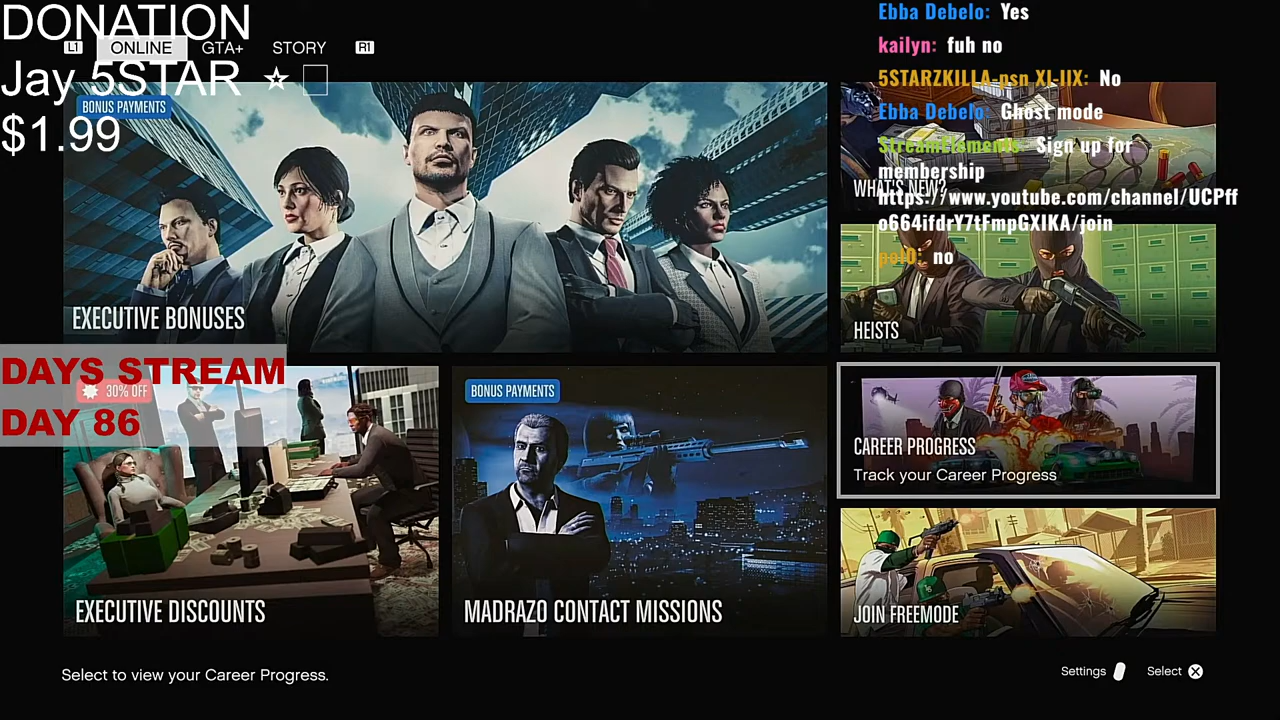 DONATION
Jay 5STAR ☆
$1.99
L1 ONLINE GTA+ STORY R1
BONUS PAYMENTS
EXECUTIVE BONUSES
Ebba Debelo: Yes
kailyn: fuh no
5STARZKILLA-psn XI-IIX: No
Ebba Debelo: Ghost mode
StreamElements: Sign up for
membership
https://www.youtube.com/channel/UCPff
o664ifdrY7tFmpGXIKA/join
polo: no
WHAT'S NEW?
HEISTS
DAYS STREAM
DAY 86
30% OFF
EXECUTIVE DISCOUNTS
BONUS PAYMENTS
MADRAZO CONTACT MISSIONS
CAREER PROGRESS
Track your Career Progress
JOIN FREEMODE
Select to view your Career Progress.
Settings Select